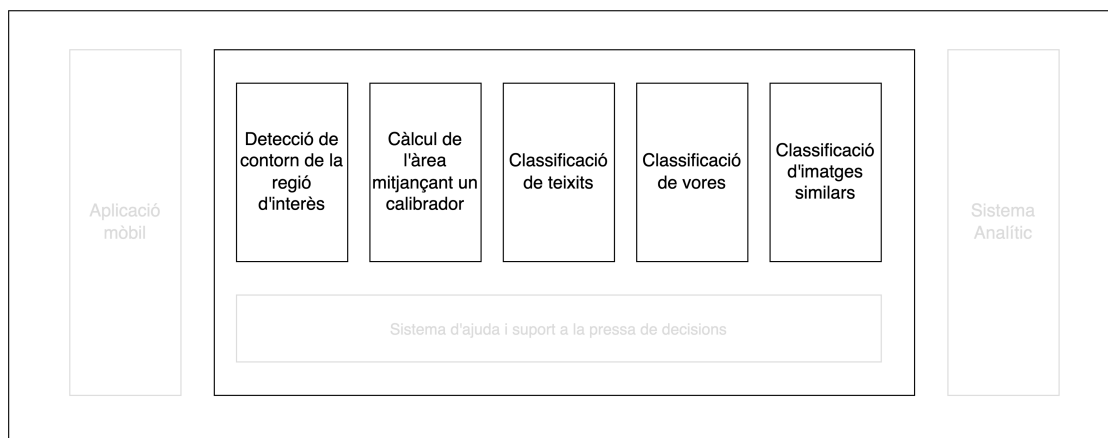 Aplicació
mòbil
Detecció de
contorn de la
regió
d'interès
Càlcul de
l'àrea
mitjançant un
calibrador
Classificació
de teixits
Classificació
de vores
Classificació
d'imatges
similars
Sistema d'ajuda i suport a la pressa de decisions
Sistema
Analític